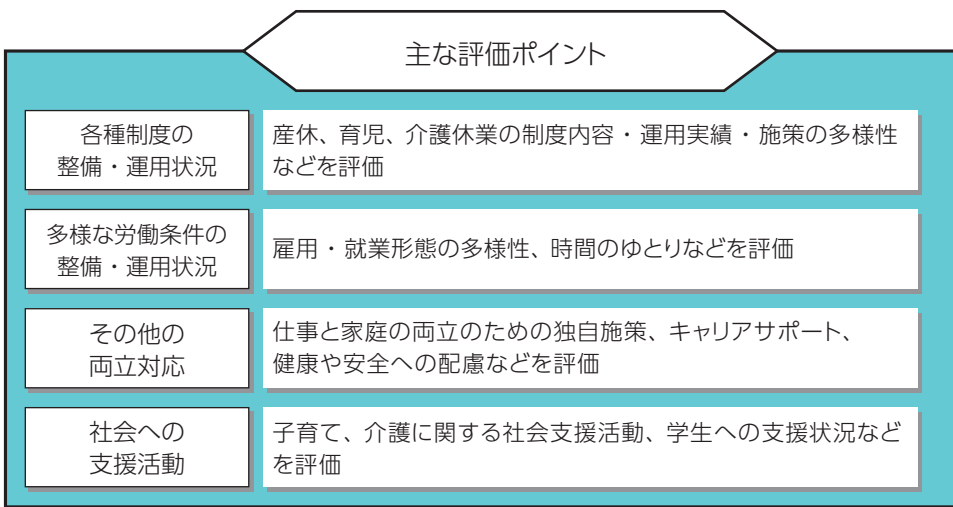 主な評価ポイント
各種制度の
整備・運用状況
産休、育児、介護休業の制度内容・運用実績・施策の多様性
などを評価
多様な労働条件の
整備・運用状況
雇用・就業形態の多様性、時間のゆとりなどを評価
その他の
両立対応
仕事と家庭の両立のための独自施策、キャリアサポート、
健康や安全への配慮などを評価
社会への
支援活動
子育て、介護に関する社会支援活動、学生への支援状況など
を評価